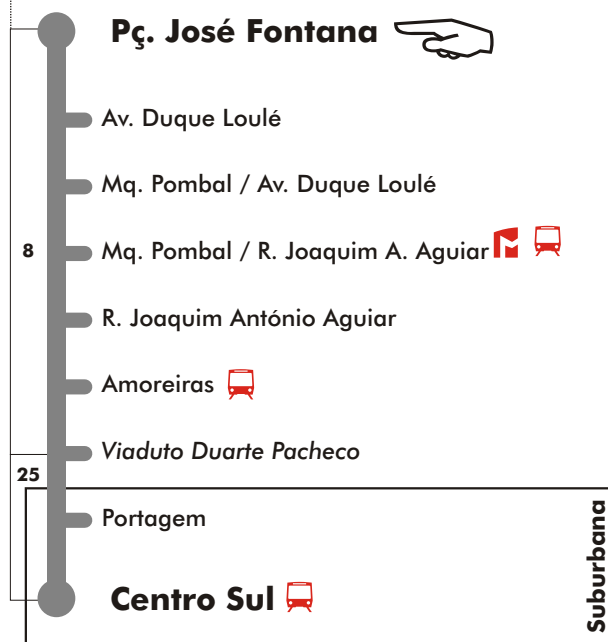 Pç. José Fontana
Av. Duque Loulé
Mq. Pombal / Av. Duque Loulé
8
Mq. Pombal / R. Joaquim A. Aguiar
R. Joaquim António Aguiar
Amoreiras
Viaduto Duarte Pacheco
25
Portagem
Centro Sul
Suburbana